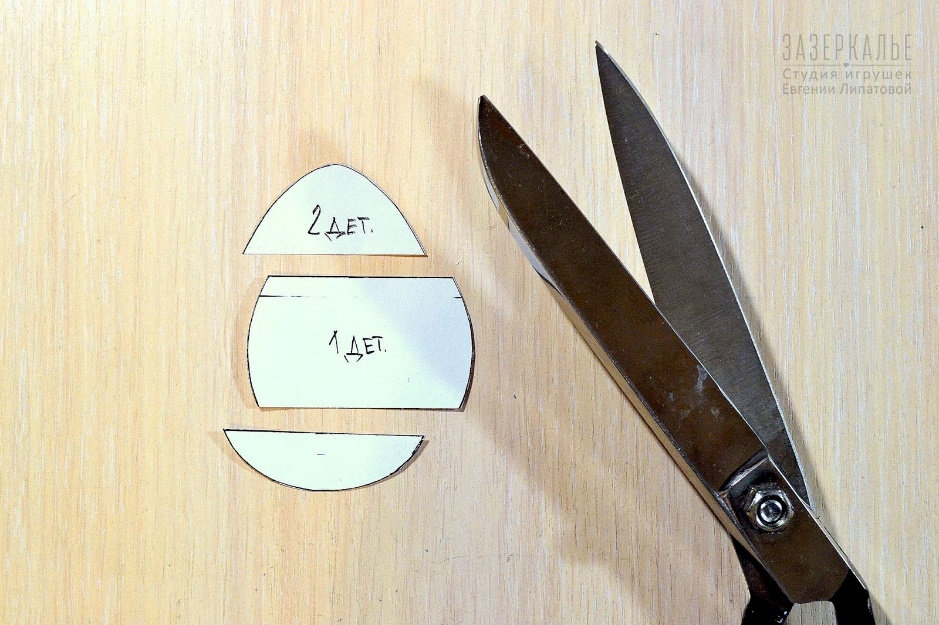 ЗАЗЕРКАЛЬЕ
Студия игрушек
Евгении Липатовой
2 ДЕТ.
1 ДЕТ.